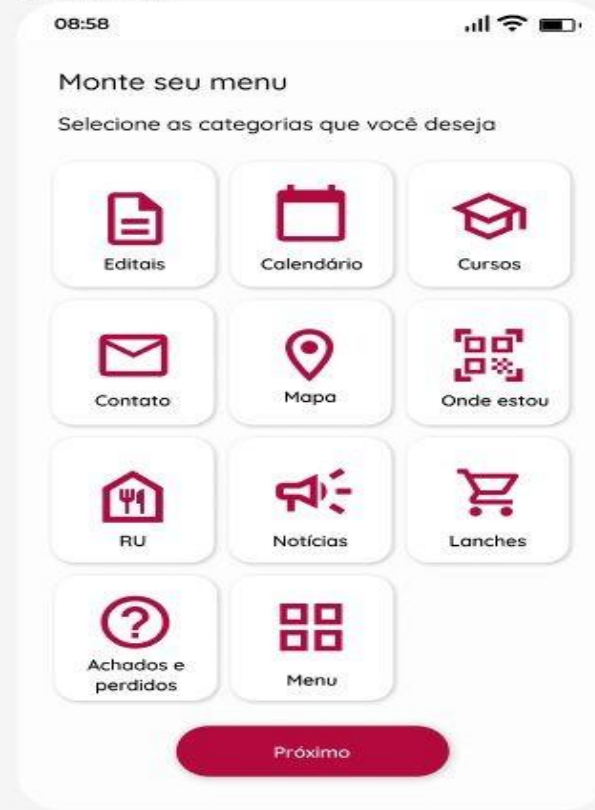 08:58
Monte seu menu
Selecione as categorias que você deseja
Editais
Calendário
Cursos
Contato
Mapa
Onde estou
RU
Notícias
Lanches
Achados e
perdidos
Menu
Próximo